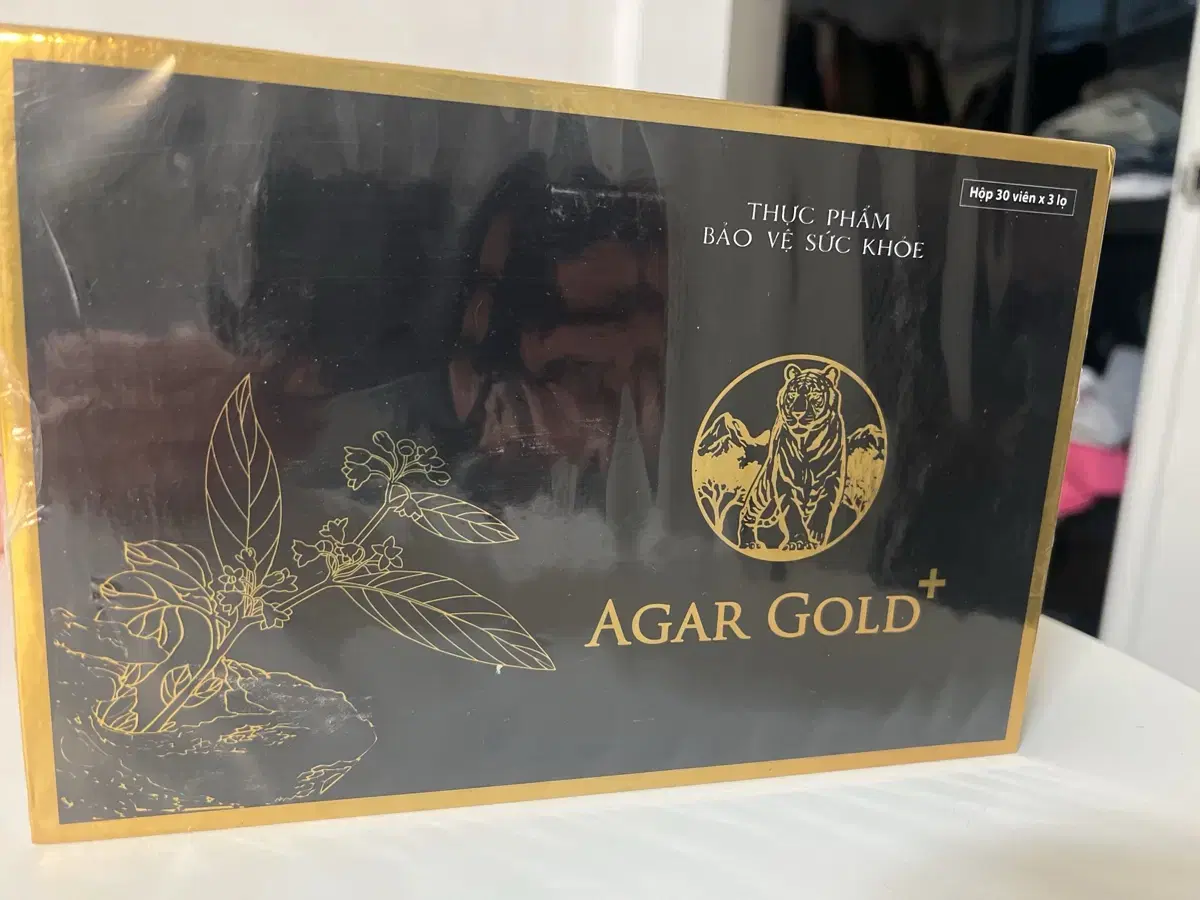 Hộp 30 viên x 3 lọ
THỰC PHẨM
BẢO VỆ SỨC KHỎE
AGAR GOLD+